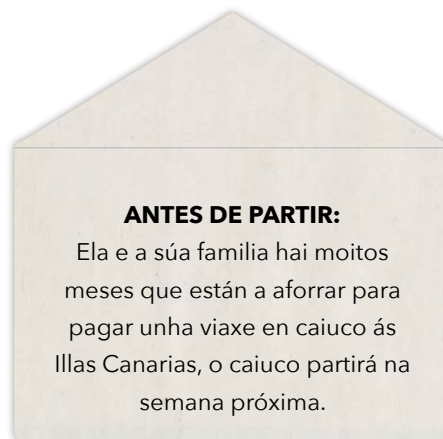 ANTES DE PARTIR:
Ela e a súa familia hai moitos
meses que están a aforrar para
pagar unha viaxe en caiuco ás
Illas Canarias, o caiuco partirá na
semana próxima.